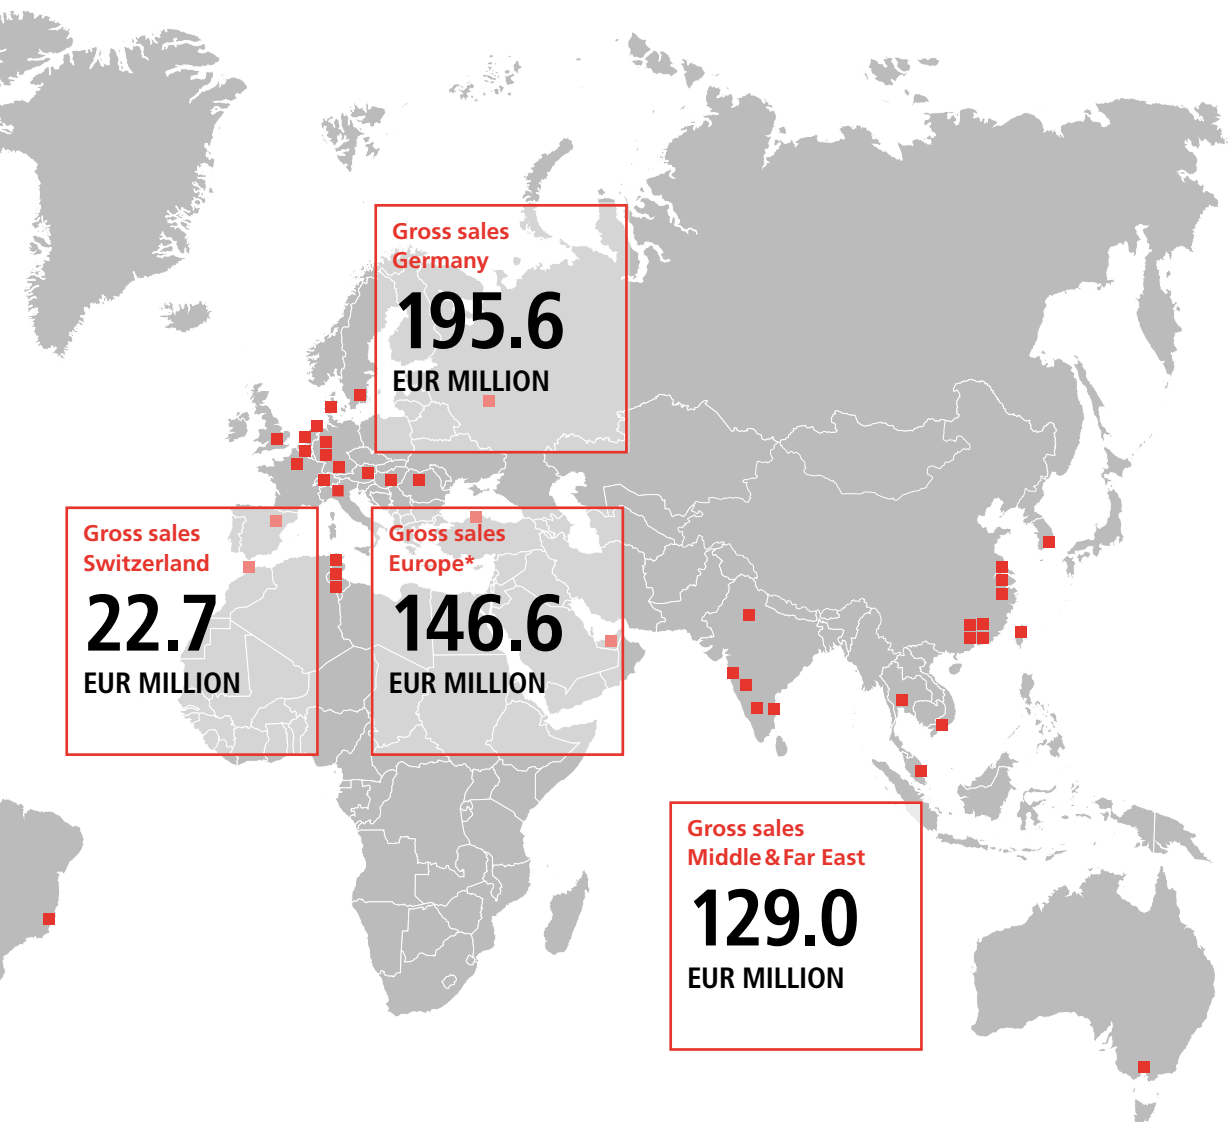 Gross sales
Germany
195.6
EUR MILLION
Gross sales
Switzerland
22.7
EUR MILLION
Gross sales
Europe*
146.6
EUR MILLION
Gross sales
Middle & Far East
129.0
EUR MILLION